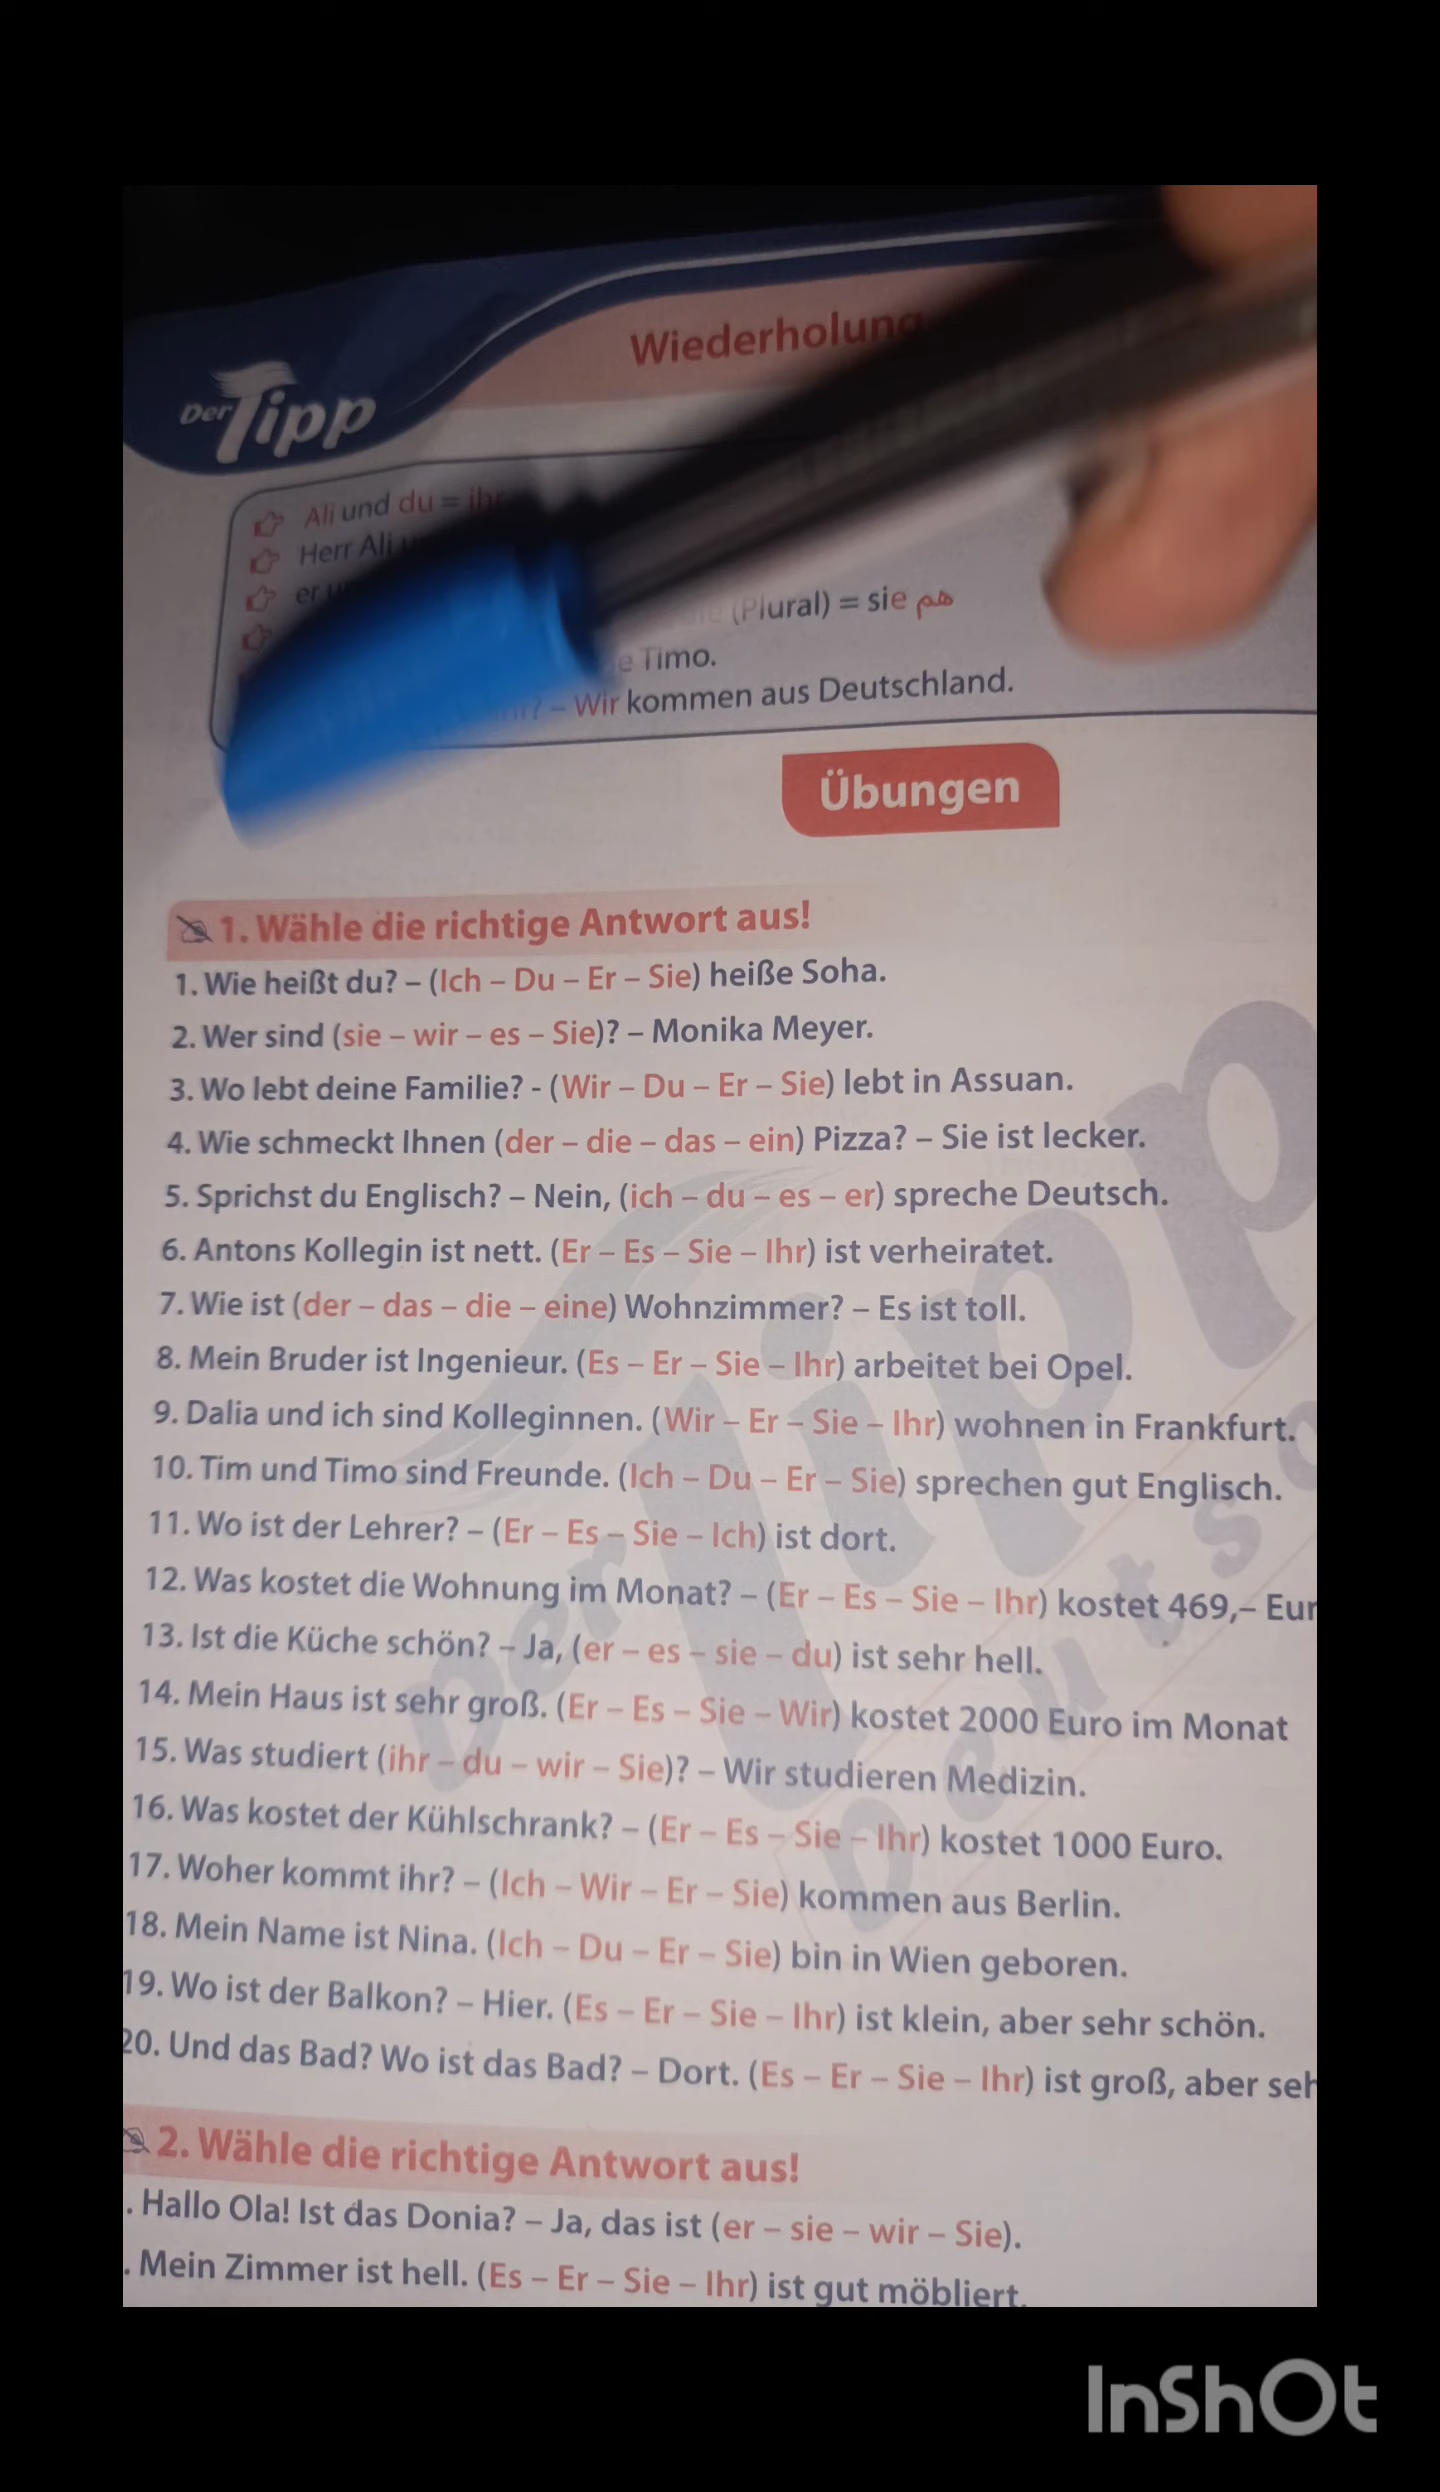 Wiederholung
Der Tipp
Ali und du = ihr
Herr Ali
er
(Plural) = sie هم
Timo.
– Wir kommen aus Deutschland.
Übungen
1. Wähle die richtige Antwort aus!
1. Wie heißt du? – (Ich – Du – Er – Sie) heiße Soha.
2. Wer sind (sie – wir – es – Sie)? – Monika Meyer.
3. Wo lebt deine Familie? - (Wir – Du – Er – Sie) lebt in Assuan.
4. Wie schmeckt Ihnen (der – die – das – ein) Pizza? – Sie ist lecker.
5. Sprichst du Englisch? – Nein, (ich – du – es – er) spreche Deutsch.
6. Antons Kollegin ist nett. (Er – Es – Sie – Ihr) ist verheiratet.
7. Wie ist (der – das – die – eine) Wohnzimmer? – Es ist toll.
8. Mein Bruder ist Ingenieur. (Es – Er – Sie – Ihr) arbeitet bei Opel.
9. Dalia und ich sind Kolleginnen. (Wir – Er – Sie – Ihr) wohnen in Frankfurt.
10. Tim und Timo sind Freunde. (Ich – Du – Er – Sie) sprechen gut Englisch.
11. Wo ist der Lehrer? – (Er – Es – Sie – Ich) ist dort.
12. Was kostet die Wohnung im Monat? – (Er – Es – Sie – Ihr) kostet 469,– Eur
13. Ist die Küche schön? – Ja, (er – es – sie – du) ist sehr hell.
14. Mein Haus ist sehr groß. (Er – Es – Sie – Wir) kostet 2000 Euro im Monat
15. Was studiert (ihr – du – wir – Sie)? – Wir studieren Medizin.
16. Was kostet der Kühlschrank? – (Er – Es – Sie – Ihr) kostet 1000 Euro.
17. Woher kommt ihr? – (Ich – Wir – Er – Sie) kommen aus Berlin.
18. Mein Name ist Nina. (Ich – Du – Er – Sie) bin in Wien geboren.
19. Wo ist der Balkon? – Hier. (Es – Er – Sie – Ihr) ist klein, aber sehr schön.
20. Und das Bad? Wo ist das Bad? – Dort. (Es – Er – Sie – Ihr) ist groß, aber seh
2. Wähle die richtige Antwort aus!
. Hallo Ola! Ist das Donia? – Ja, das ist (er – sie – wir – Sie).
. Mein Zimmer ist hell. (Es – Er – Sie – Ihr) ist gut möbliert.
Der Tipp
Deutsc
InShOt